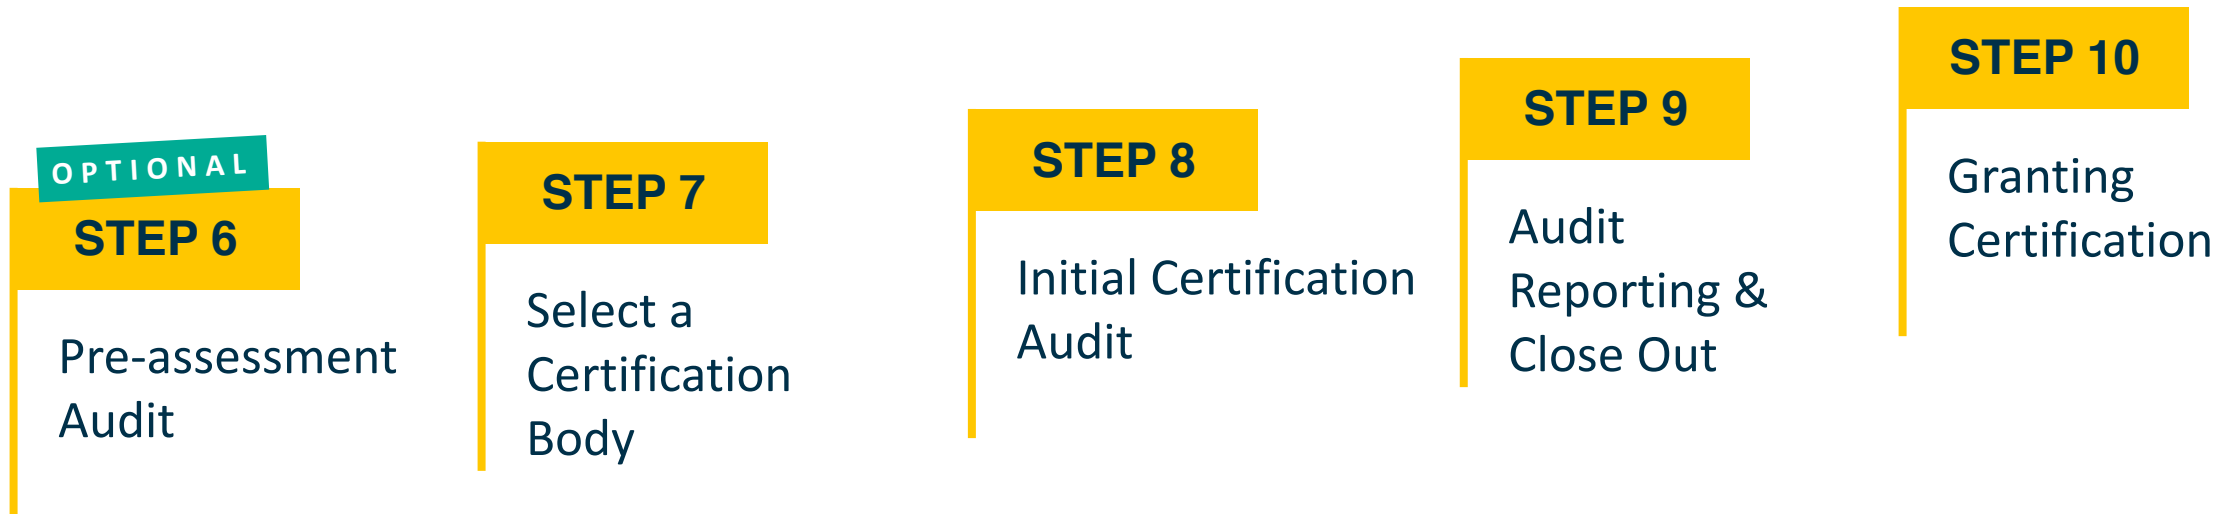 OPTIONAL
STEP 6
Pre-assessment
Audit
STEP 7
Select a
Certification
Body
STEP 8
Initial Certification
Audit
STEP 9
Audit
Reporting &
Close Out
STEP 10
Granting
Certification